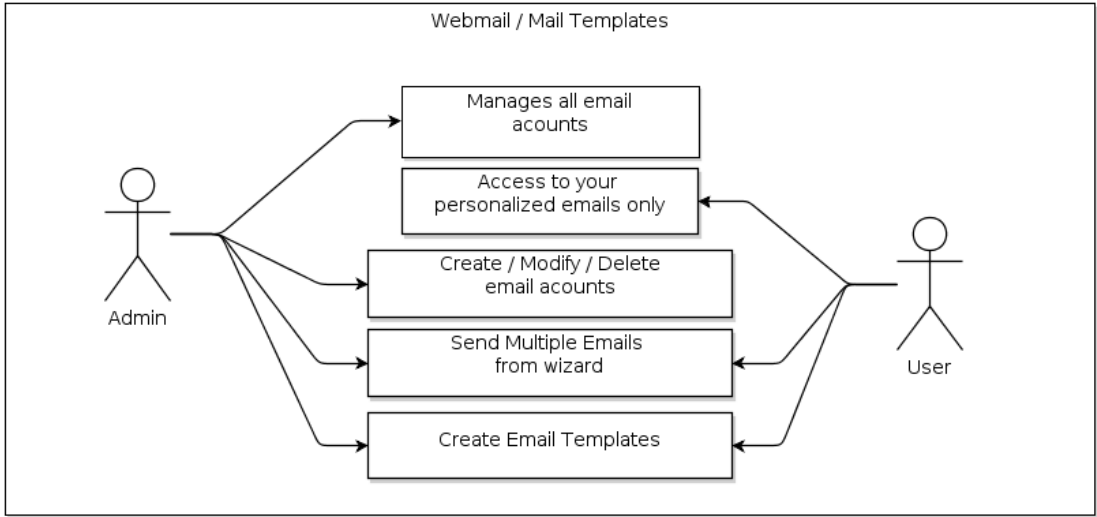 Webmail / Mail Templates
Manages all email
acounts
Access to your
personalized emails only
Create / Modify / Delete
email acounts
Admin
Send Multiple Emails
from wizard
User
Create Email Templates